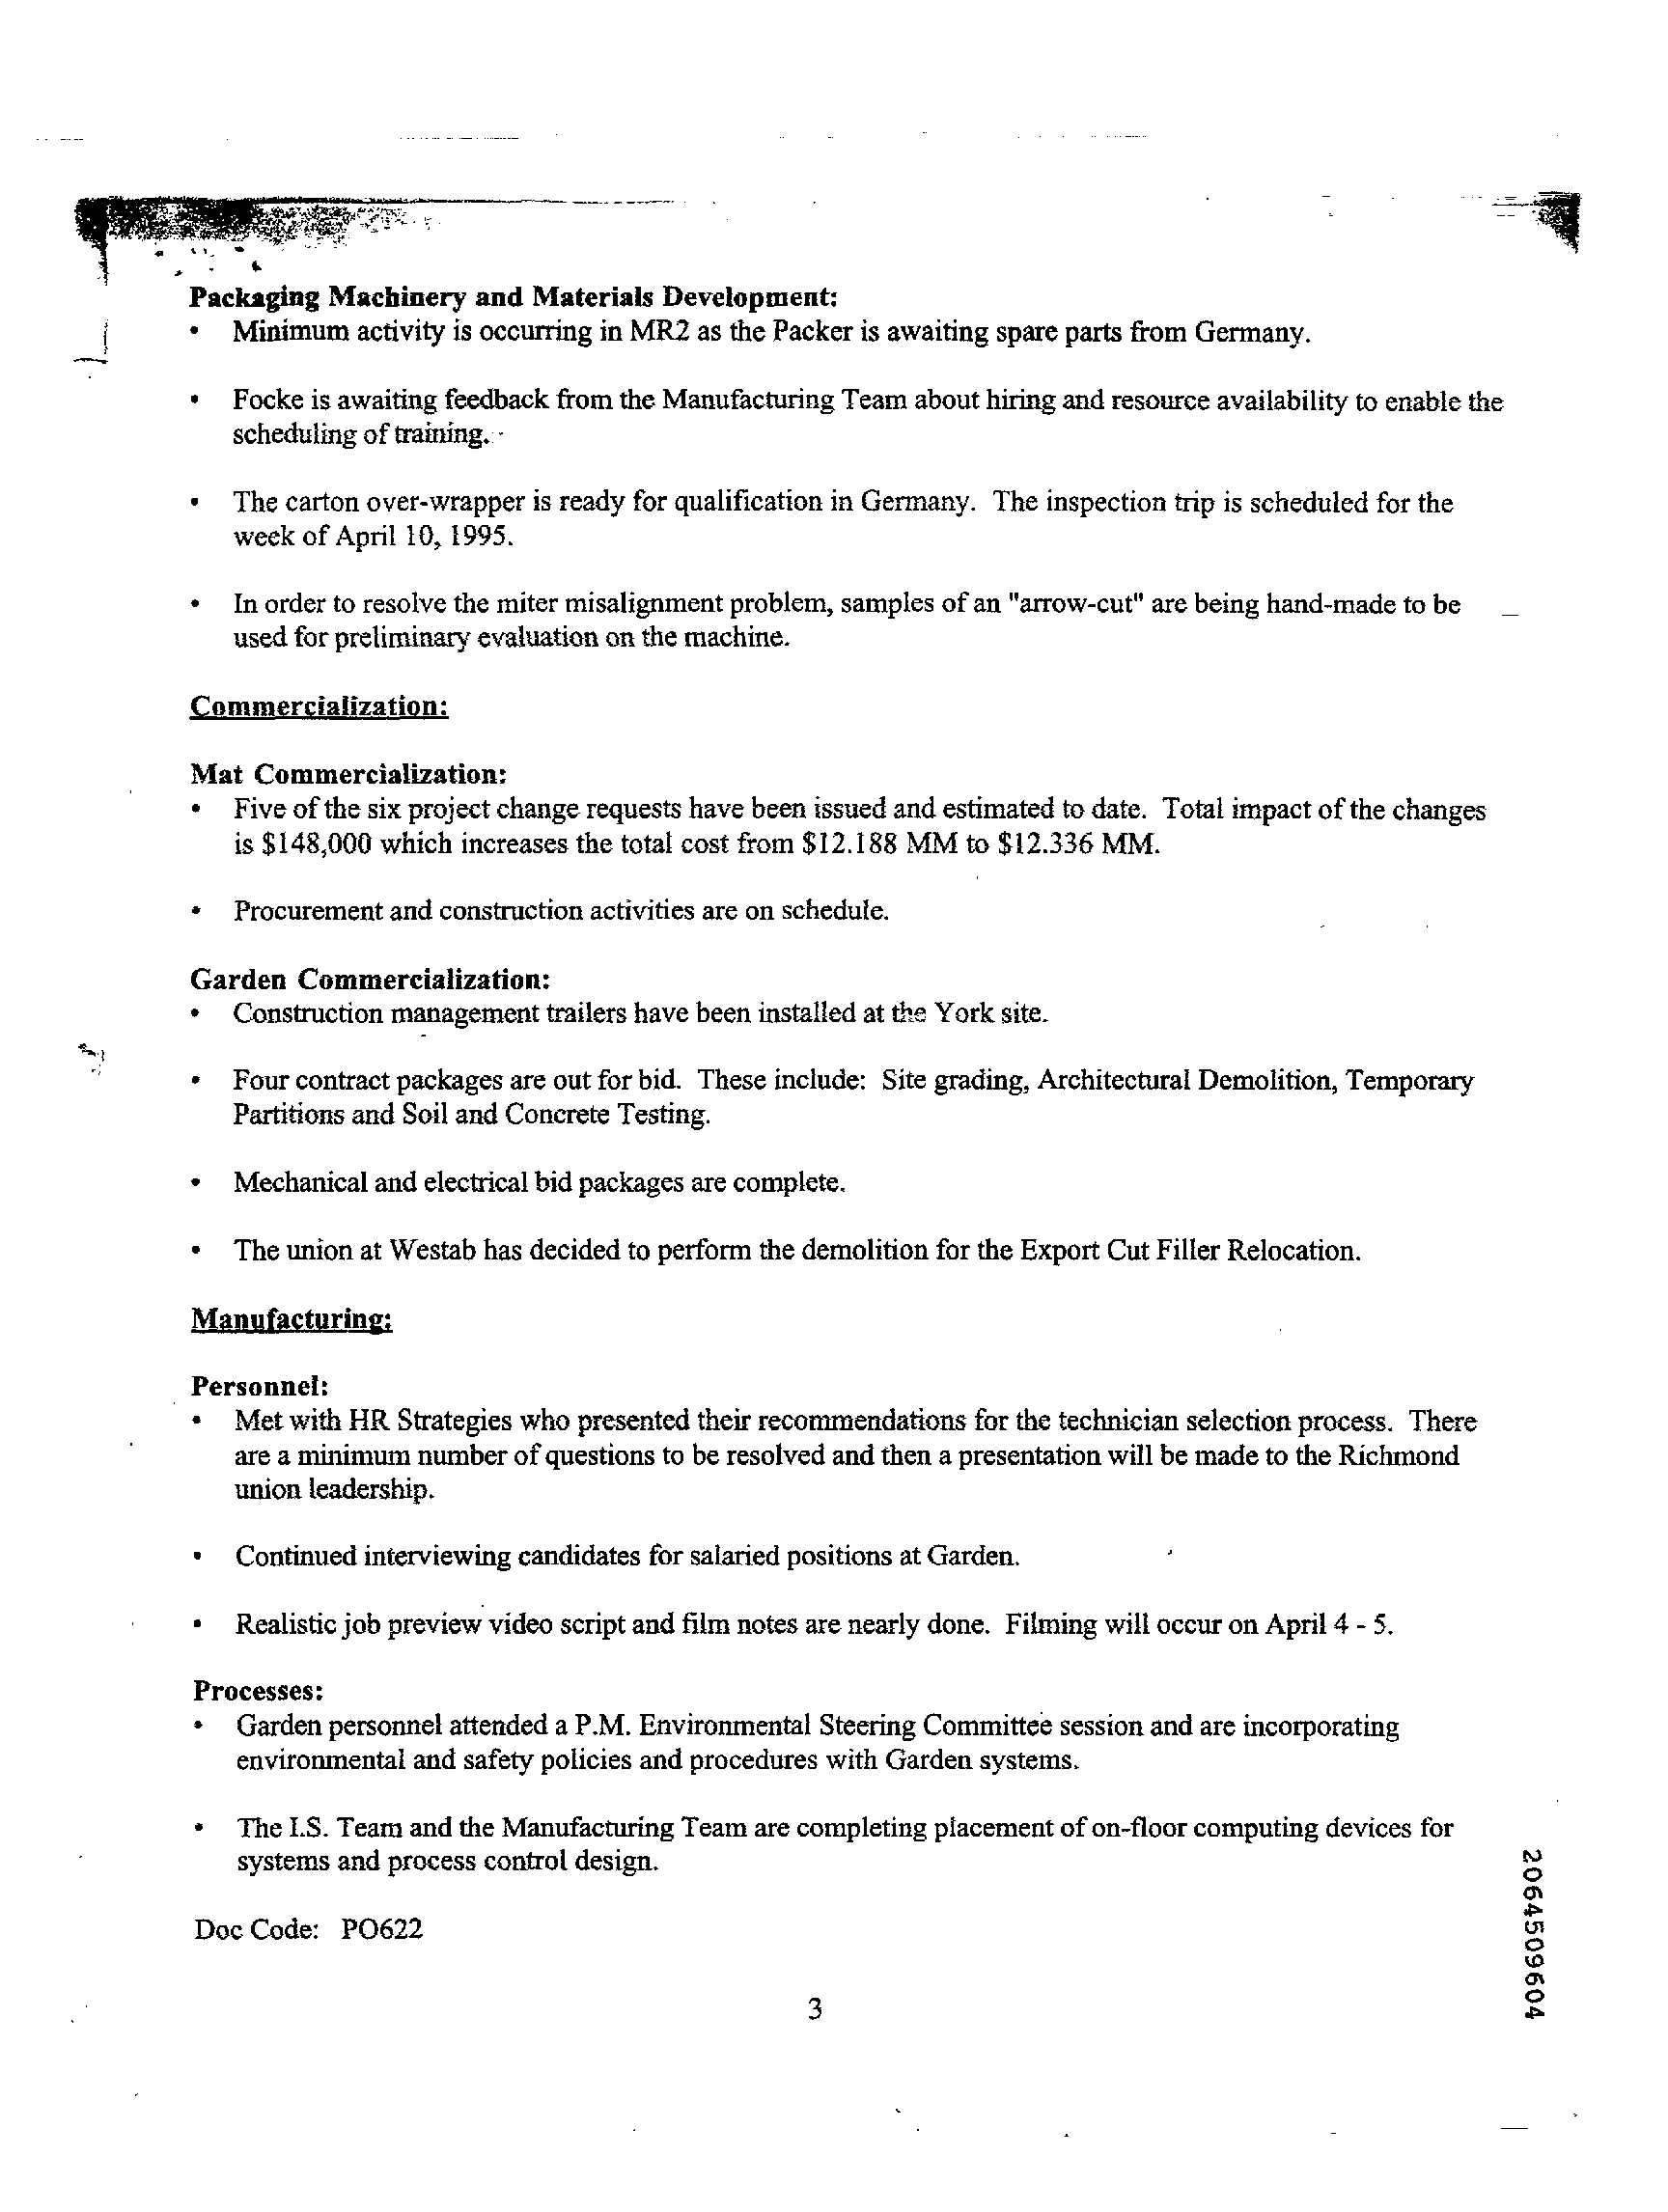 Packaging Machinery and Materials Development:
• Minimum activity is occurring in MR2 as the Packer is awaiting spare parts from Germany.
• Focke is awaiting feedback from the Manufacturing Team about hiring and resource availability to enable the
scheduling of training.
• The carton over-wrapper is ready for qualification in Germany. The inspection trip is scheduled for the
week of April 10, 1995.
• In order to resolve the miter misalignment problem, samples of an "arrow-cut" are being hand-made to be
used for preliminary evaluation on the machine.
Commercialization:
Mat Commercialization:
• Five of the six project change requests have been issued and estimated to date. Total impact of the changes
is $148,000 which increases the total cost from $12.188 MM to $12.336 MM.
• Procurement and construction activities are on schedule.
Garden Commercialization:
• Construction management trailers have been installed at the York site.
• Four contract packages are out for bid. These include: Site grading, Architectural Demolition, Temporary
Partitions and Soil and Concrete Testing.
• Mechanical and electrical bid packages are complete.
• The union at Westab has decided to perform the demolition for the Export Cut Filler Relocation.
Manufacturing:
Personnel:
• Met with HR Strategies who presented their recommendations for the technician selection process. There
are a minimum number of questions to be resolved and then a presentation will be made to the Richmond
union leadership.
• Continued interviewing candidates for salaried positions at Garden.
• Realistic job preview video script and film notes are nearly done. Filming will occur on April 4 - 5.
Processes:
• Garden personnel attended a P.M. Environmental Steering Committee session and are incorporating
environmental and safety policies and procedures with Garden systems.
• The I.S. Team and the Manufacturing Team are completing placement of on-floor computing devices for
systems and process control design.
Doc Code: PO622
3
2064509604